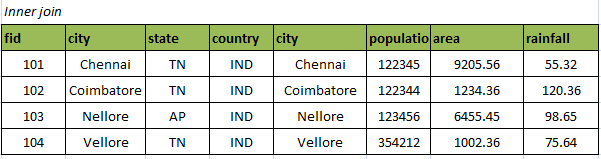 Inner join
fid city state country city populatio area rainfall
101 Chennai TN IND Chennai 122345 9205.56 55.32
102 Coimbatore TN IND Coimbatore 122344 1234.36 120.36
103 Nellore AP IND Nellore 123456 6455.45 98.65
104 Vellore TN IND Vellore 354212 1002.36 75.64